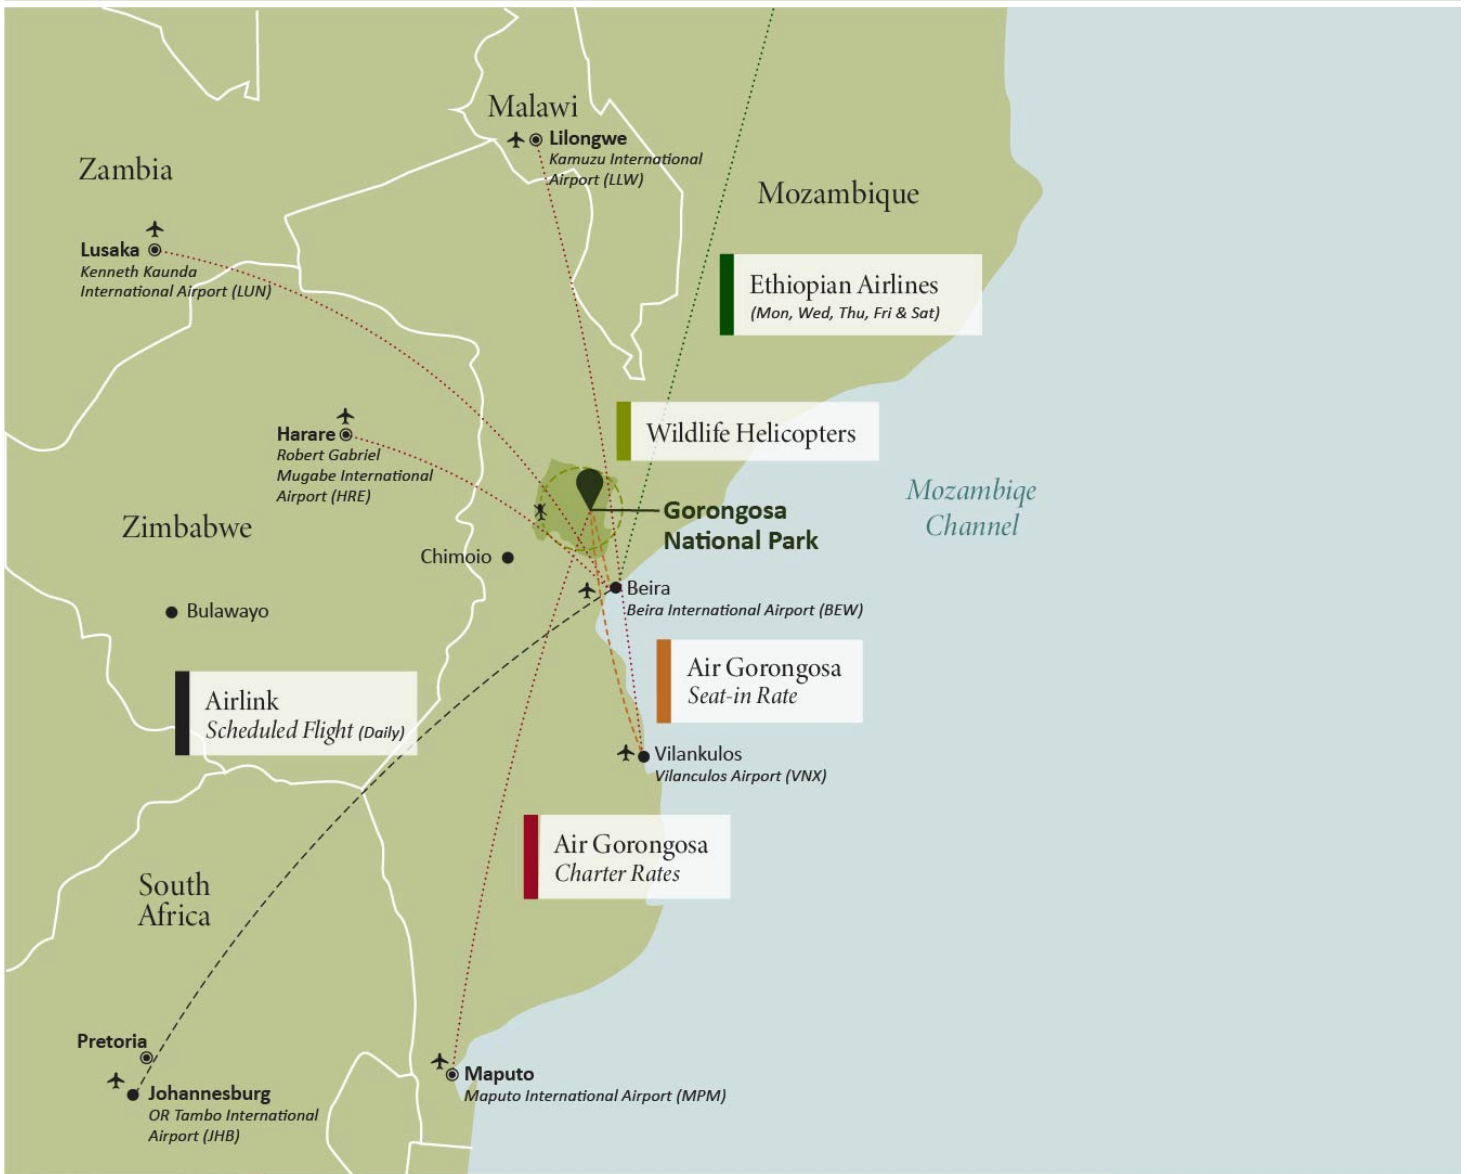 Malawi
Lilongwe
Kamuzu International
Airport (LLW)
Zambia
Mozambique
Lusaka
Kenneth Kaunda
International Airport (LUN)
Ethiopian Airlines
(Mon, Wed, Thu, Fri & Sat)
Harare
Robert Gabriel
Mugabe International
Airport (HRE)
Wildlife Helicopters
Mozambiqe
Channel
Gorongosa
National Park
Zimbabwe
Chimoio
Beira
Beira International Airport (BEW)
Bulawayo
Air Gorongosa
Seat-in Rate
Airlink
Scheduled Flight (Daily)
Vilankulos
Vilanculos Airport (VNX)
Air Gorongosa
Charter Rates
South
Africa
Pretoria
Johannesburg
OR Tambo International
Airport (JHB)
Maputo
Maputo International Airport (MPM)